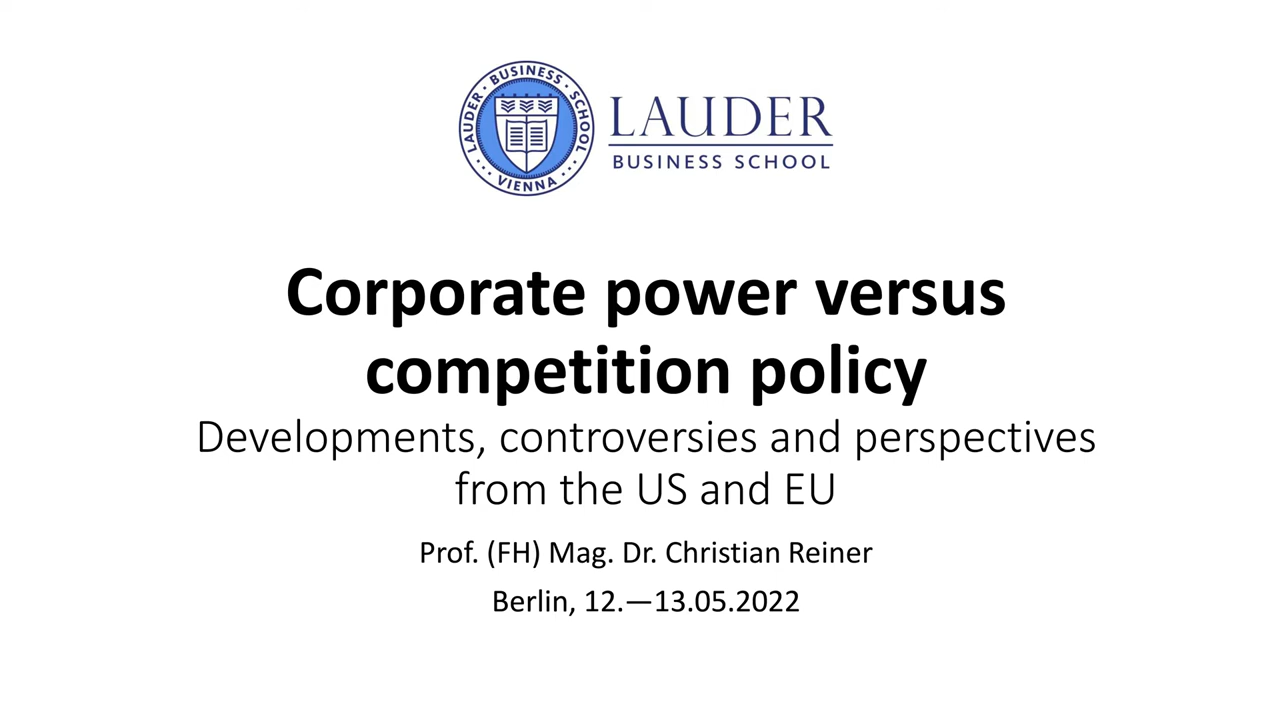 LAUDER · BUSINESS · SCHOOL
VIENNA
LAUDER
BUSINESS SCHOOL
Corporate power versus
competition policy
Developments, controversies and perspectives
from the US and EU
Prof. (FH) Mag. Dr. Christian Reiner
Berlin, 12.—13.05.2022